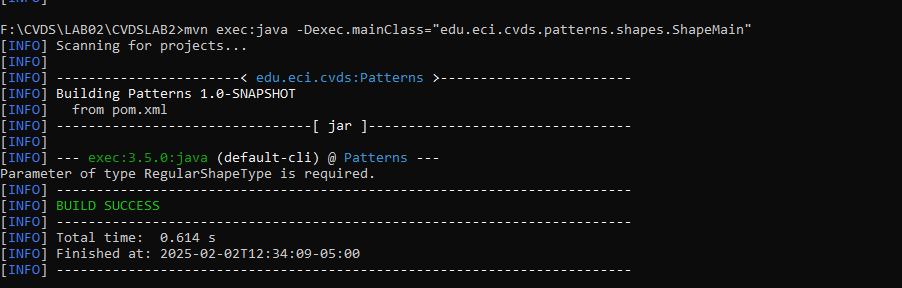 F:\CVDS\LAB02\CVDSLAB2>mvn exec:java -Dexec.mainClass="edu.eci.cvds.patterns.shapes.ShapeMain"
[INFO] Scanning for projects...
[INFO]
[INFO] -----------------------< edu.eci.cvds:Patterns >------------------------
[INFO] Building Patterns 1.0-SNAPSHOT
[INFO]   from pom.xml
[INFO] --------------------------------[ jar ]---------------------------------
[INFO]
[INFO] --- exec:3.5.0:java (default-cli) @ Patterns ---
Parameter of type RegularShapeType is required.
[INFO] ------------------------------------------------------------------------
[INFO] BUILD SUCCESS
[INFO] ------------------------------------------------------------------------
[INFO] Total time:  0.614 s
[INFO] Finished at: 2025-02-02T12:34:09-05:00
[INFO] ------------------------------------------------------------------------